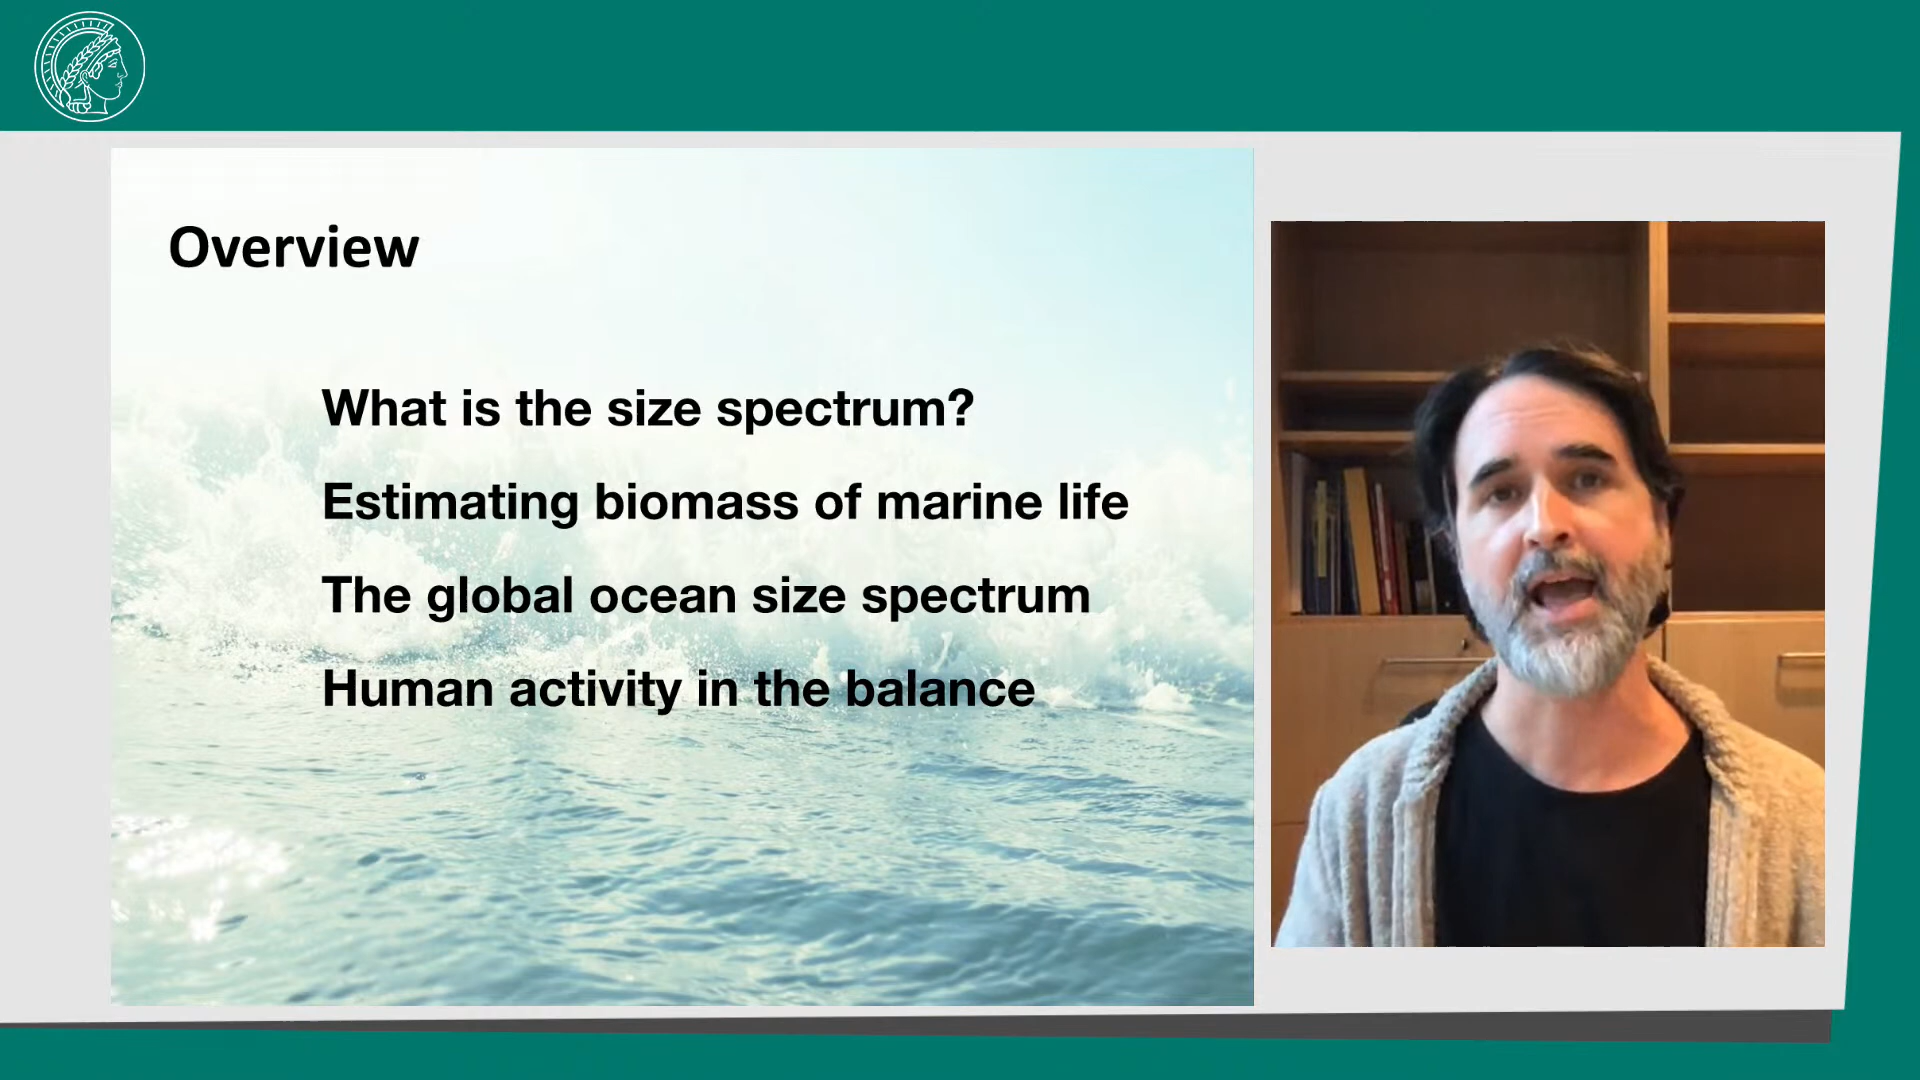 Overview
What is the size spectrum?
Estimating biomass of marine life
The global ocean size spectrum
Human activity in the balance